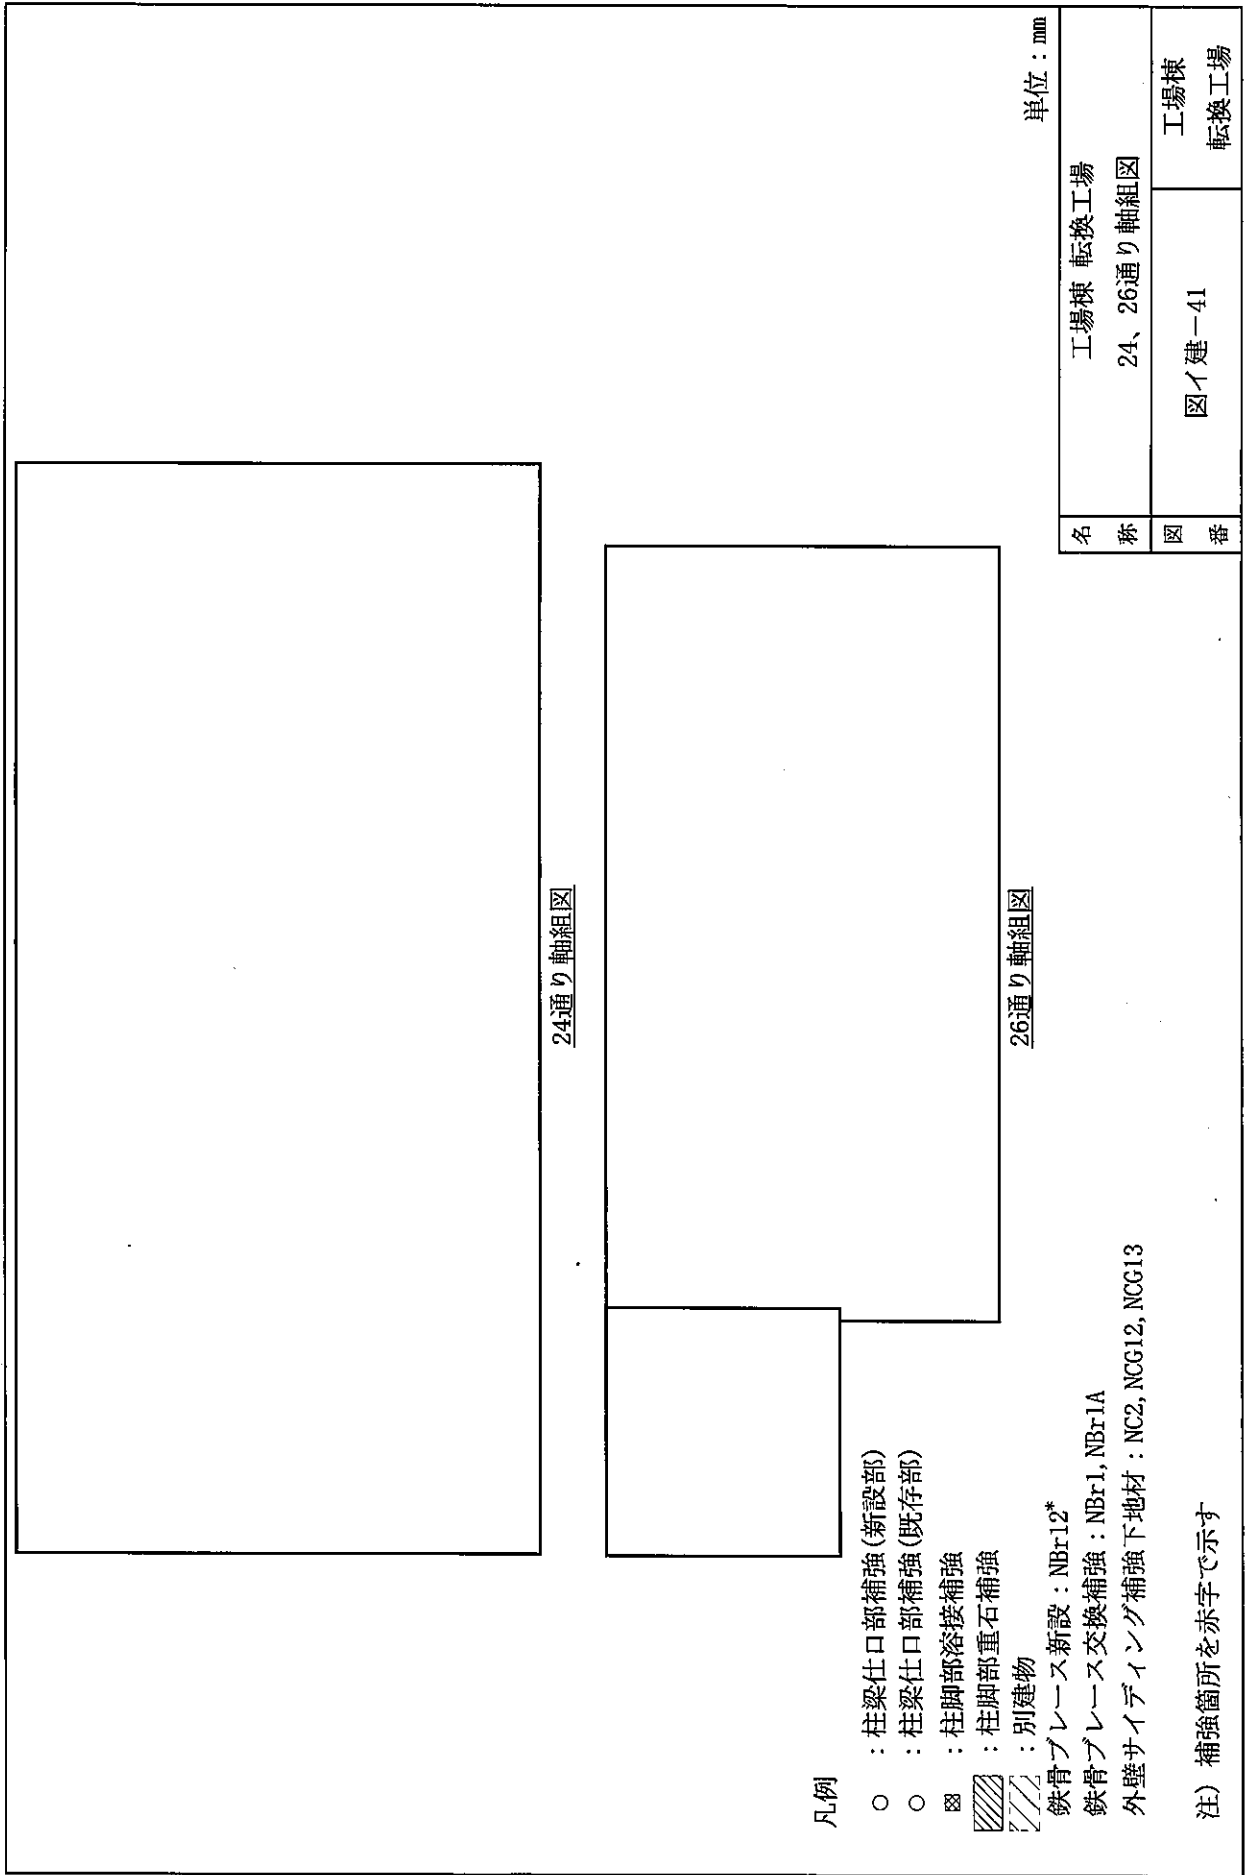 24通り軸組図
26通り軸組図
凡例
○ ：柱梁仕口部補強(新設部)
○ ：柱梁仕口部補強(既存部)
：柱脚部溶接補強
：柱脚部重石補強
：別建物
鉄骨ブレース新設：NBr12*
鉄骨ブレース交換補強：NBr1,NBr1A
外壁サイディング補強下地材：NC2,NCG12,NCG13
注）補強箇所を赤字で示す
単位：mm
名称
工場棟 転換工場
24、26通り軸組図
図番
図イ建－41
工場棟
転換工場